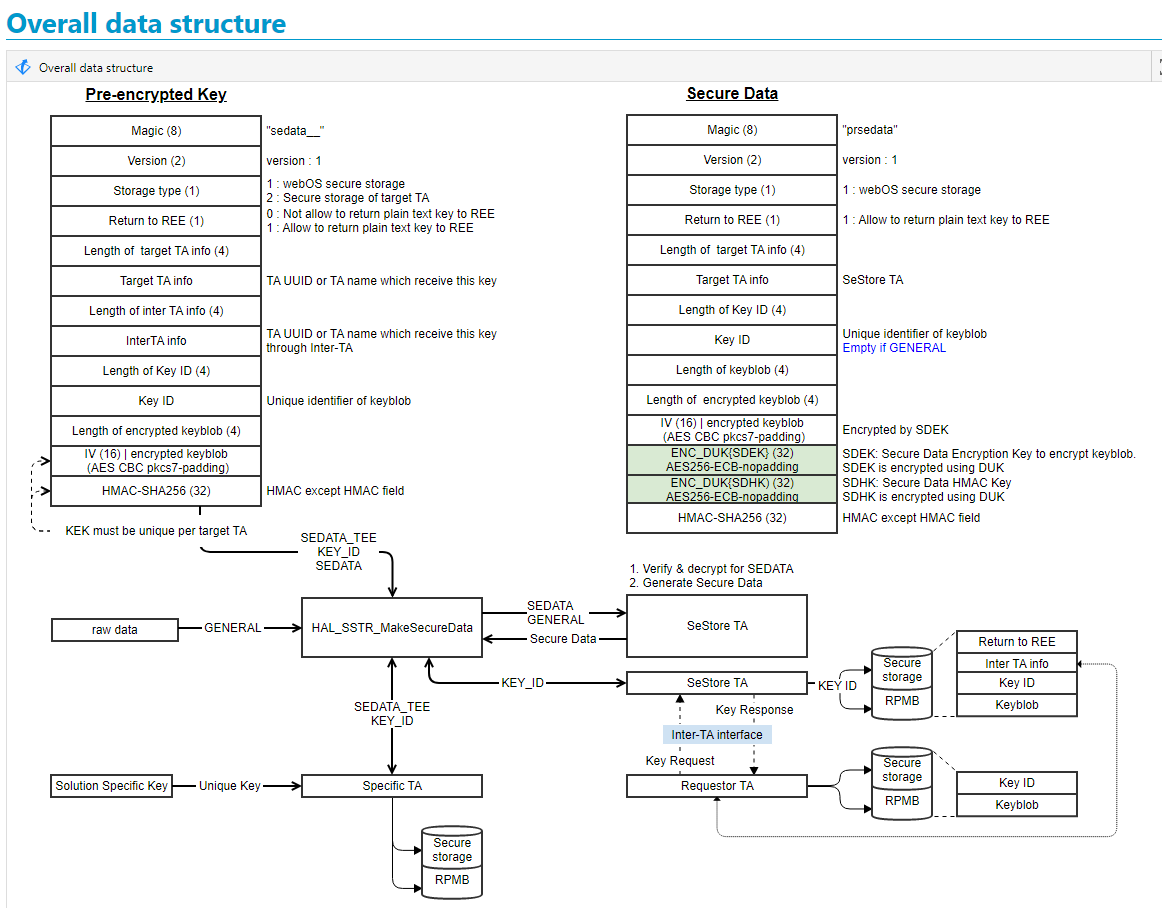 Overall data structure
Overall data structure
Pre-encrypted Key
Magic (8)
"sedata__"
Version (2)
version : 1
Storage type (1)
1 : webOS secure storage
2 : Secure storage of target TA
Return to REE (1)
0 : Not allow to return plain text key to REE
1 : Allow to return plain text key to REE
Length of target TA info (4)
Target TA info
TA UUID or TA name which receive this key
Length of inter TA info (4)
InterTA info
TA UUID or TA name which receive this key
through Inter-TA
Length of Key ID (4)
Key ID
Unique identifier of keyblob
Length of encrypted keyblob (4)
IV (16) | encrypted keyblob
(AES CBC pkcs7-padding)
HMAC-SHA256 (32)
HMAC except HMAC field
KEK must be unique per target TA
Secure Data
Magic (8)
"prsedata"
Version (2)
version : 1
Storage type (1)
1 : webOS secure storage
Return to REE (1)
1 : Allow to return plain text key to REE
Length of target TA info (4)
Target TA info
SeStore TA
Length of Key ID (4)
Key ID
Unique identifier of keyblob
Empty if GENERAL
Length of keyblob (4)
Length of encrypted keyblob (4)
IV (16) | encrypted keyblob
(AES CBC pkcs7-padding)
Encrypted by SDEK
ENC_DUK{SDEK} (32)
AES256-ECB-nopadding
SDEK: Secure Data Encryption Key to encrypt keyblob.
SDEK is encrypted using DUK
ENC_DUK{SDHK) (32)
AES256-ECB-nopadding
SDHK: Secure Data HMAC Key
SDHK is encrypted using DUK
HMAC-SHA256 (32)
HMAC except HMAC field
SEDATA_TEE
KEY_ID
SEDATA
1. Verify & decrypt for SEDATA
2. Generate Secure Data
raw data
GENERAL
HAL_SSTR_MakeSecureData
SEDATA
GENERAL
Secure Data
SeStore TA
KEY_ID
SeStore TA
KEY ID
Secure
storage
RPMB
Return to REE
Inter TA info
Key ID
Keyblob
SEDATA_TEE
KEY_ID
Key Response
Inter-TA interface
Key Request
Solution Specific Key
Unique Key
Specific TA
Requestor TA
Secure
storage
RPMB
Key ID
Keyblob
Secure
storage
RPMB